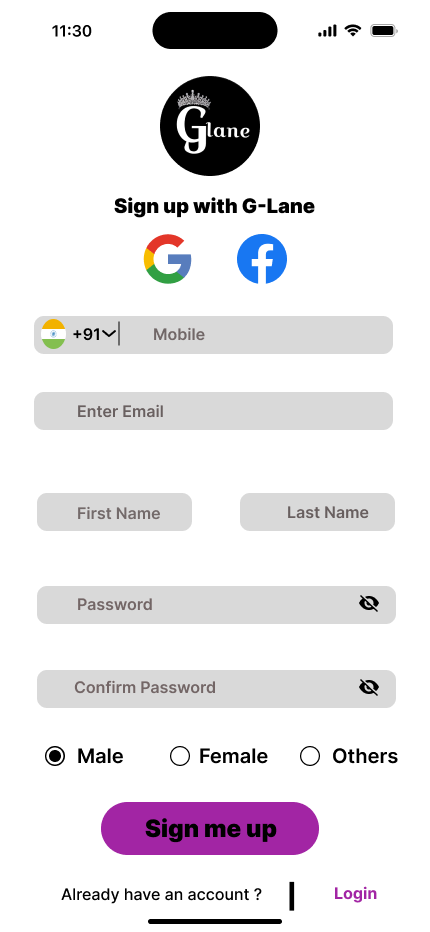 11:30
Glane
Sign up with G-Lane
+91 Mobile
Enter Email
First Name Last Name
Password
Confirm Password
Male Female Others
Sign me up
Already have an account ? | Login